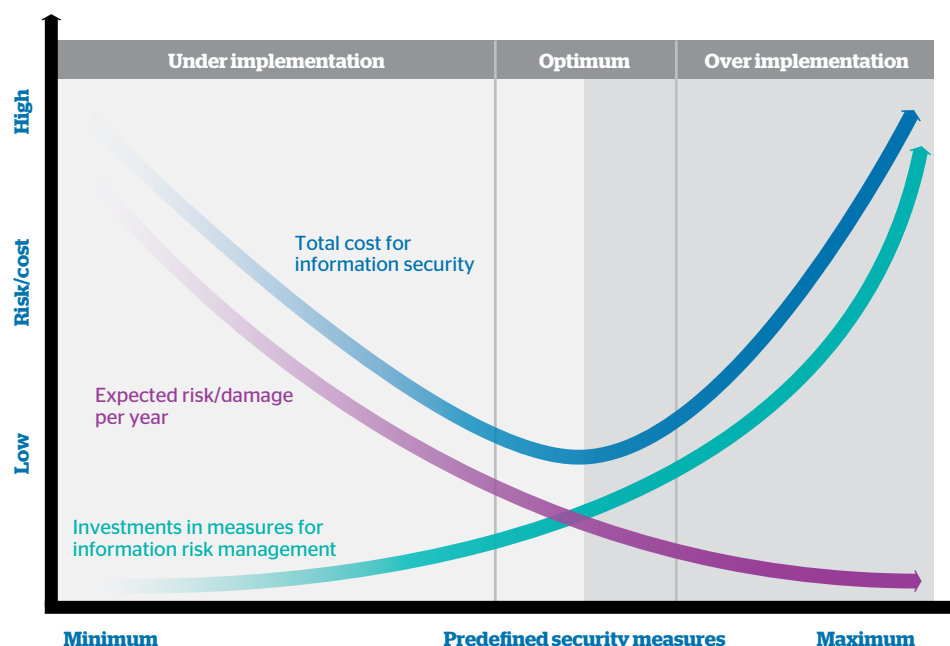 Under implementation
Optimum
Over implementation
High
Risk/cost
Low
Total cost for
information security
Expected risk/damage
per year
Investments in measures for
information risk management
Minimum
Predefined security measures
Maximum